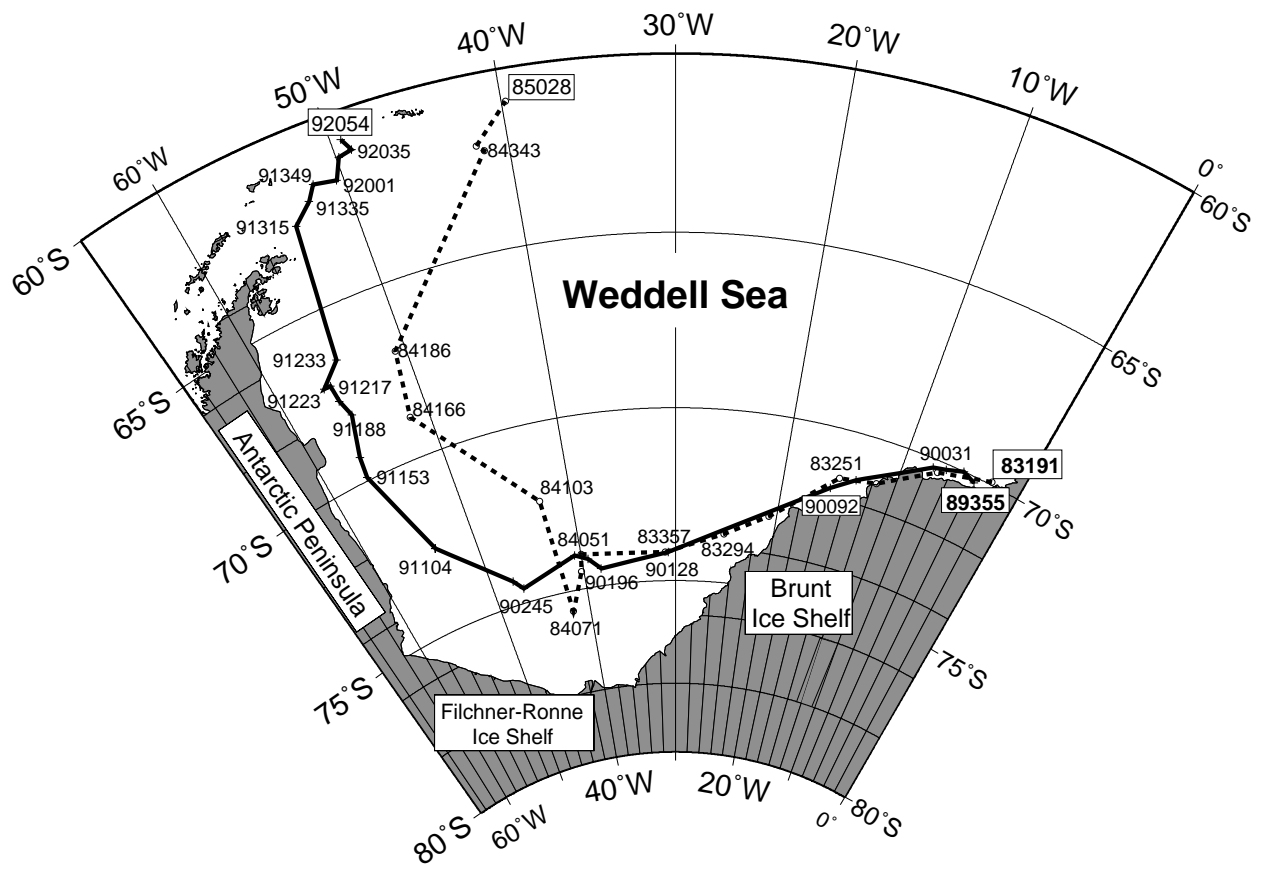 30˚W
40˚W
20˚W
50˚W
10˚W
60˚W
0˚
60˚S
60˚S
85028
92054
92035
84343
91349
92001
91335
91315
Weddell Sea
91233
84186
65˚S
91217
91223
84166
65˚S
91188
90031
83251
83191
91153
84103
90092
89355
70˚S
Antarctic Peninsula
84051
83357
83294
70˚S
91104
90128
90196
90245
84071
Brunt
Ice Shelf
75˚S
75˚S
Filchner-Ronne
Ice Shelf
40˚W
20˚W
80˚S
60˚W
0˚
80˚S